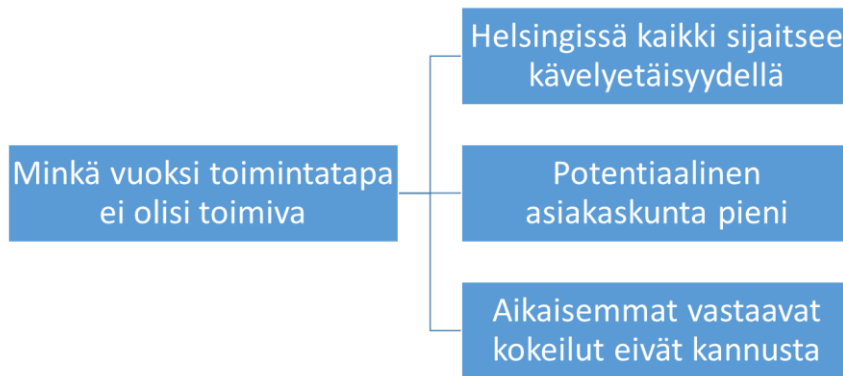 Minkä vuoksi toimintatapa
ei olisi toimiva
Helsingissä kaikki sijaitsee
kävelyetäisyydellä
Potentiaalinen
asiakaskunta pieni
Aikaisemmat vastaavat
kokeilut eivät kannusta